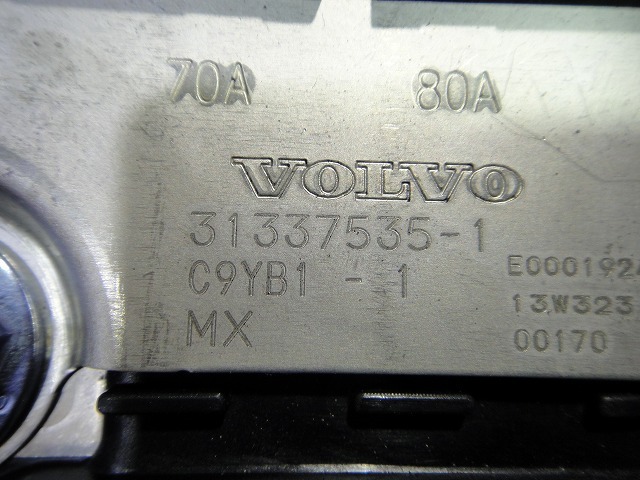 70A 80A
VOLVO
31337535-1
C9YB1 - 1
E000192
13W323
MX
00170